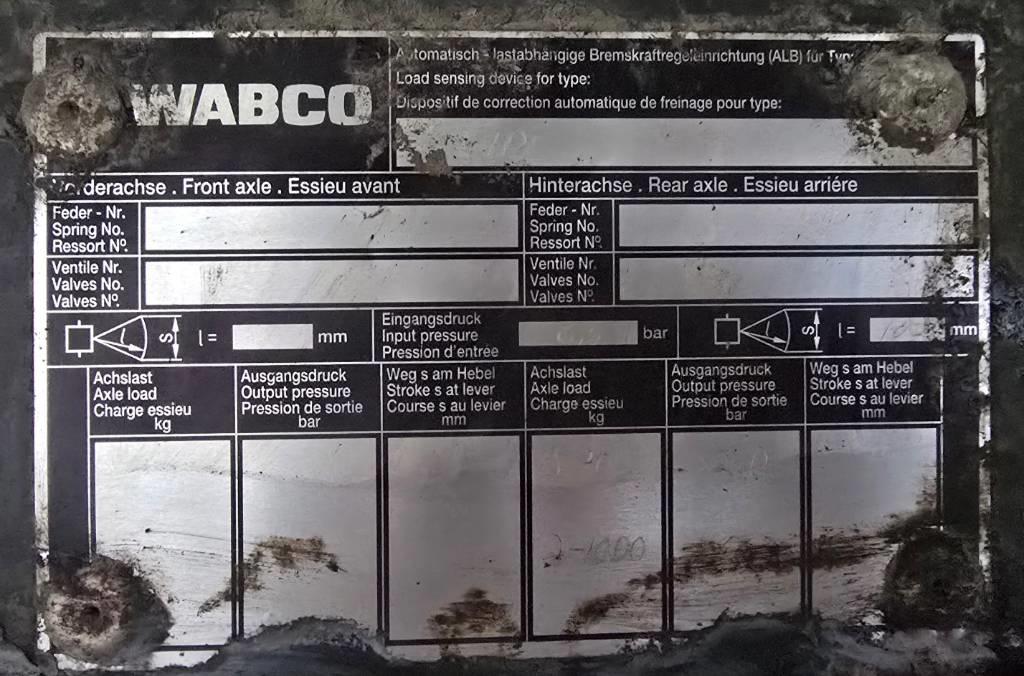 WABCO
Automatisch - lastabhängige Bremskraftregeleinrichtung (ALB) für Typ:
Load sensing device for type:
Dispositif de correction automatique de freinage pour type:
Vorderachse . Front axle . Essieu avant
Hinterachse . Rear axle . Essieu arriére
Feder - Nr.
Spring No.
Ressort Nº.
Feder - Nr.
Spring No.
Ressort Nº.
Ventile Nr.
Valves No.
Valves Nº.
Ventile Nr.
Valves No.
Valves Nº.
S l = mm
Eingangsdruck
Input pressure bar
Pression d'entrée
L S l = mm
Achslast
Axle load
Charge essieu
kg
Ausgangsdruck
Output pressure
Pression de sortie
bar
Weg s am Hebel
Stroke s at lever
Course s au levier
mm
Achslast
Axle load
Charge essieu
kg
Ausgangsdruck
Output pressure
Pression de sortie
bar
Weg s am Hebel
Stroke s at lever
Course s au levier
mm